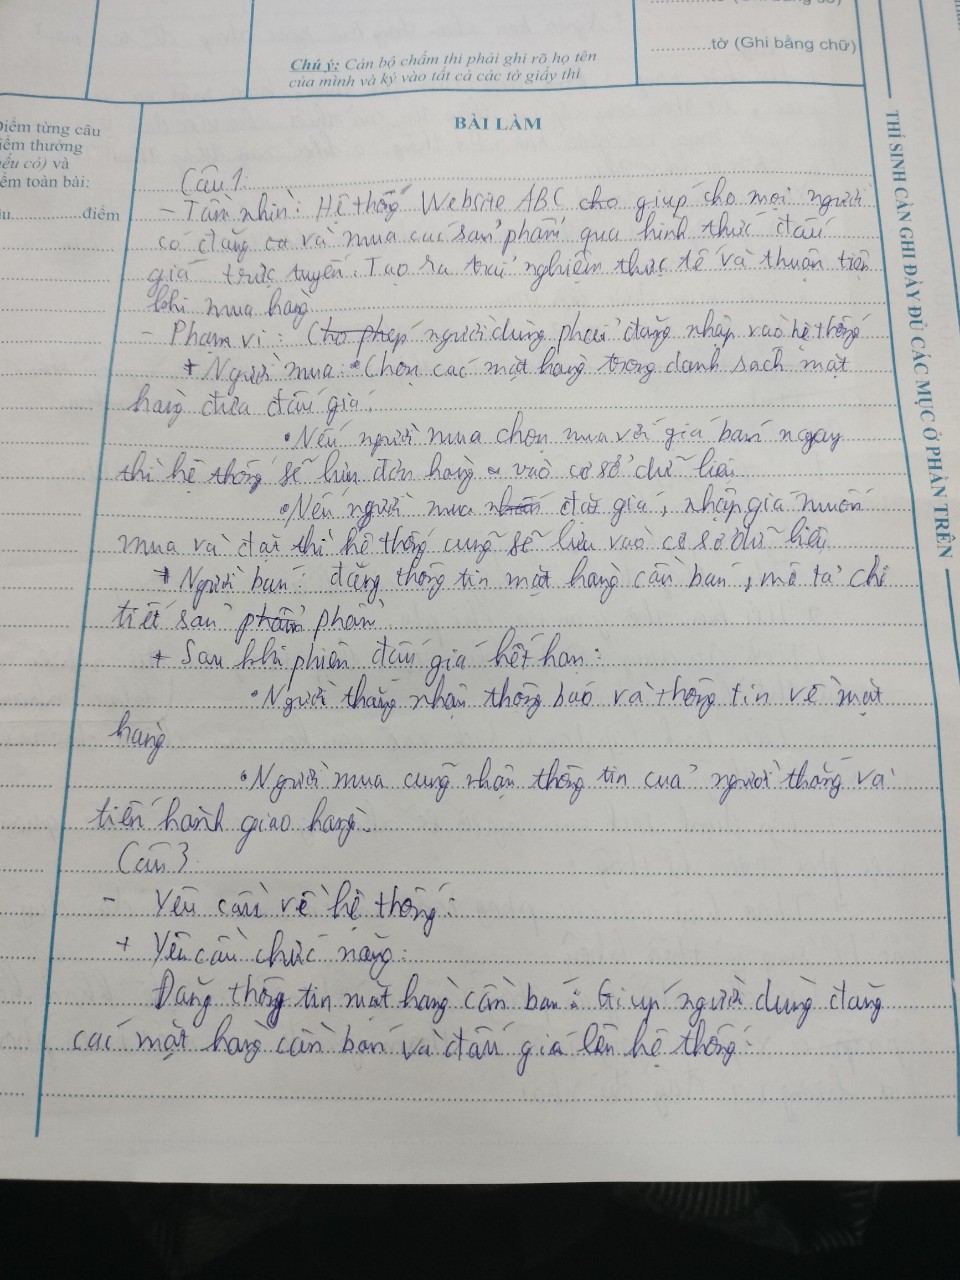 tờ (Ghi bằng chữ)
Chú ý: Cán bộ chấm thi phải ghi rõ họ tên
của mình và ký vào tất cả các tờ giấy thi
THÍ SINH CẦN GHI ĐẦY ĐỦ CÁC MỤC Ở PHẦN TRÊN
Điểm từng câu
điểm thưởng
(nếu có) và
điểm toàn bài:
điểm
BÀI LÀM
Câu 1:
- Tầm nhìn: Hệ thống Website ABC cho giúp cho mọi người
có đăng và mua các sản phẩm qua hình thức đấu
giá trực tuyến. Tạo ra trải nghiệm thực tế và thuận tiện
khi mua hàng
- Phạm vi: Cho phép người dùng phải đăng nhập vào hệ thống
+ Người mua: • Chọn các mặt hàng trong danh sách mặt
hàng đưa đấu giá.
• Nếu người mua chọn mua với giá bán ngay
thì hệ thống sẽ lưu đơn hàng vào cơ sở dữ liệu
• Nếu người mua đặt giá, nhập giá muốn
mua và đặt thì hệ thống cũng sẽ lưu vào cơ sở dữ liệu
+ Người bán: đăng thông tin mặt hàng cần bán, mô tả chi
tiết sản phẩm phẩm
+ Sau khi phiên đấu giá hết hạn:
• Người thắng nhận thông báo và thông tin về mặt
hàng
• Người mua cũng nhận thông tin của người thắng và
tiến hành giao hàng.
Câu 3
- Yêu cầu về hệ thống:
+ Yêu cầu chức năng:
Đăng thông tin mặt hàng cần bán: Giúp người dùng đăng
các mặt hàng cần bán và đấu giá lên hệ thống.